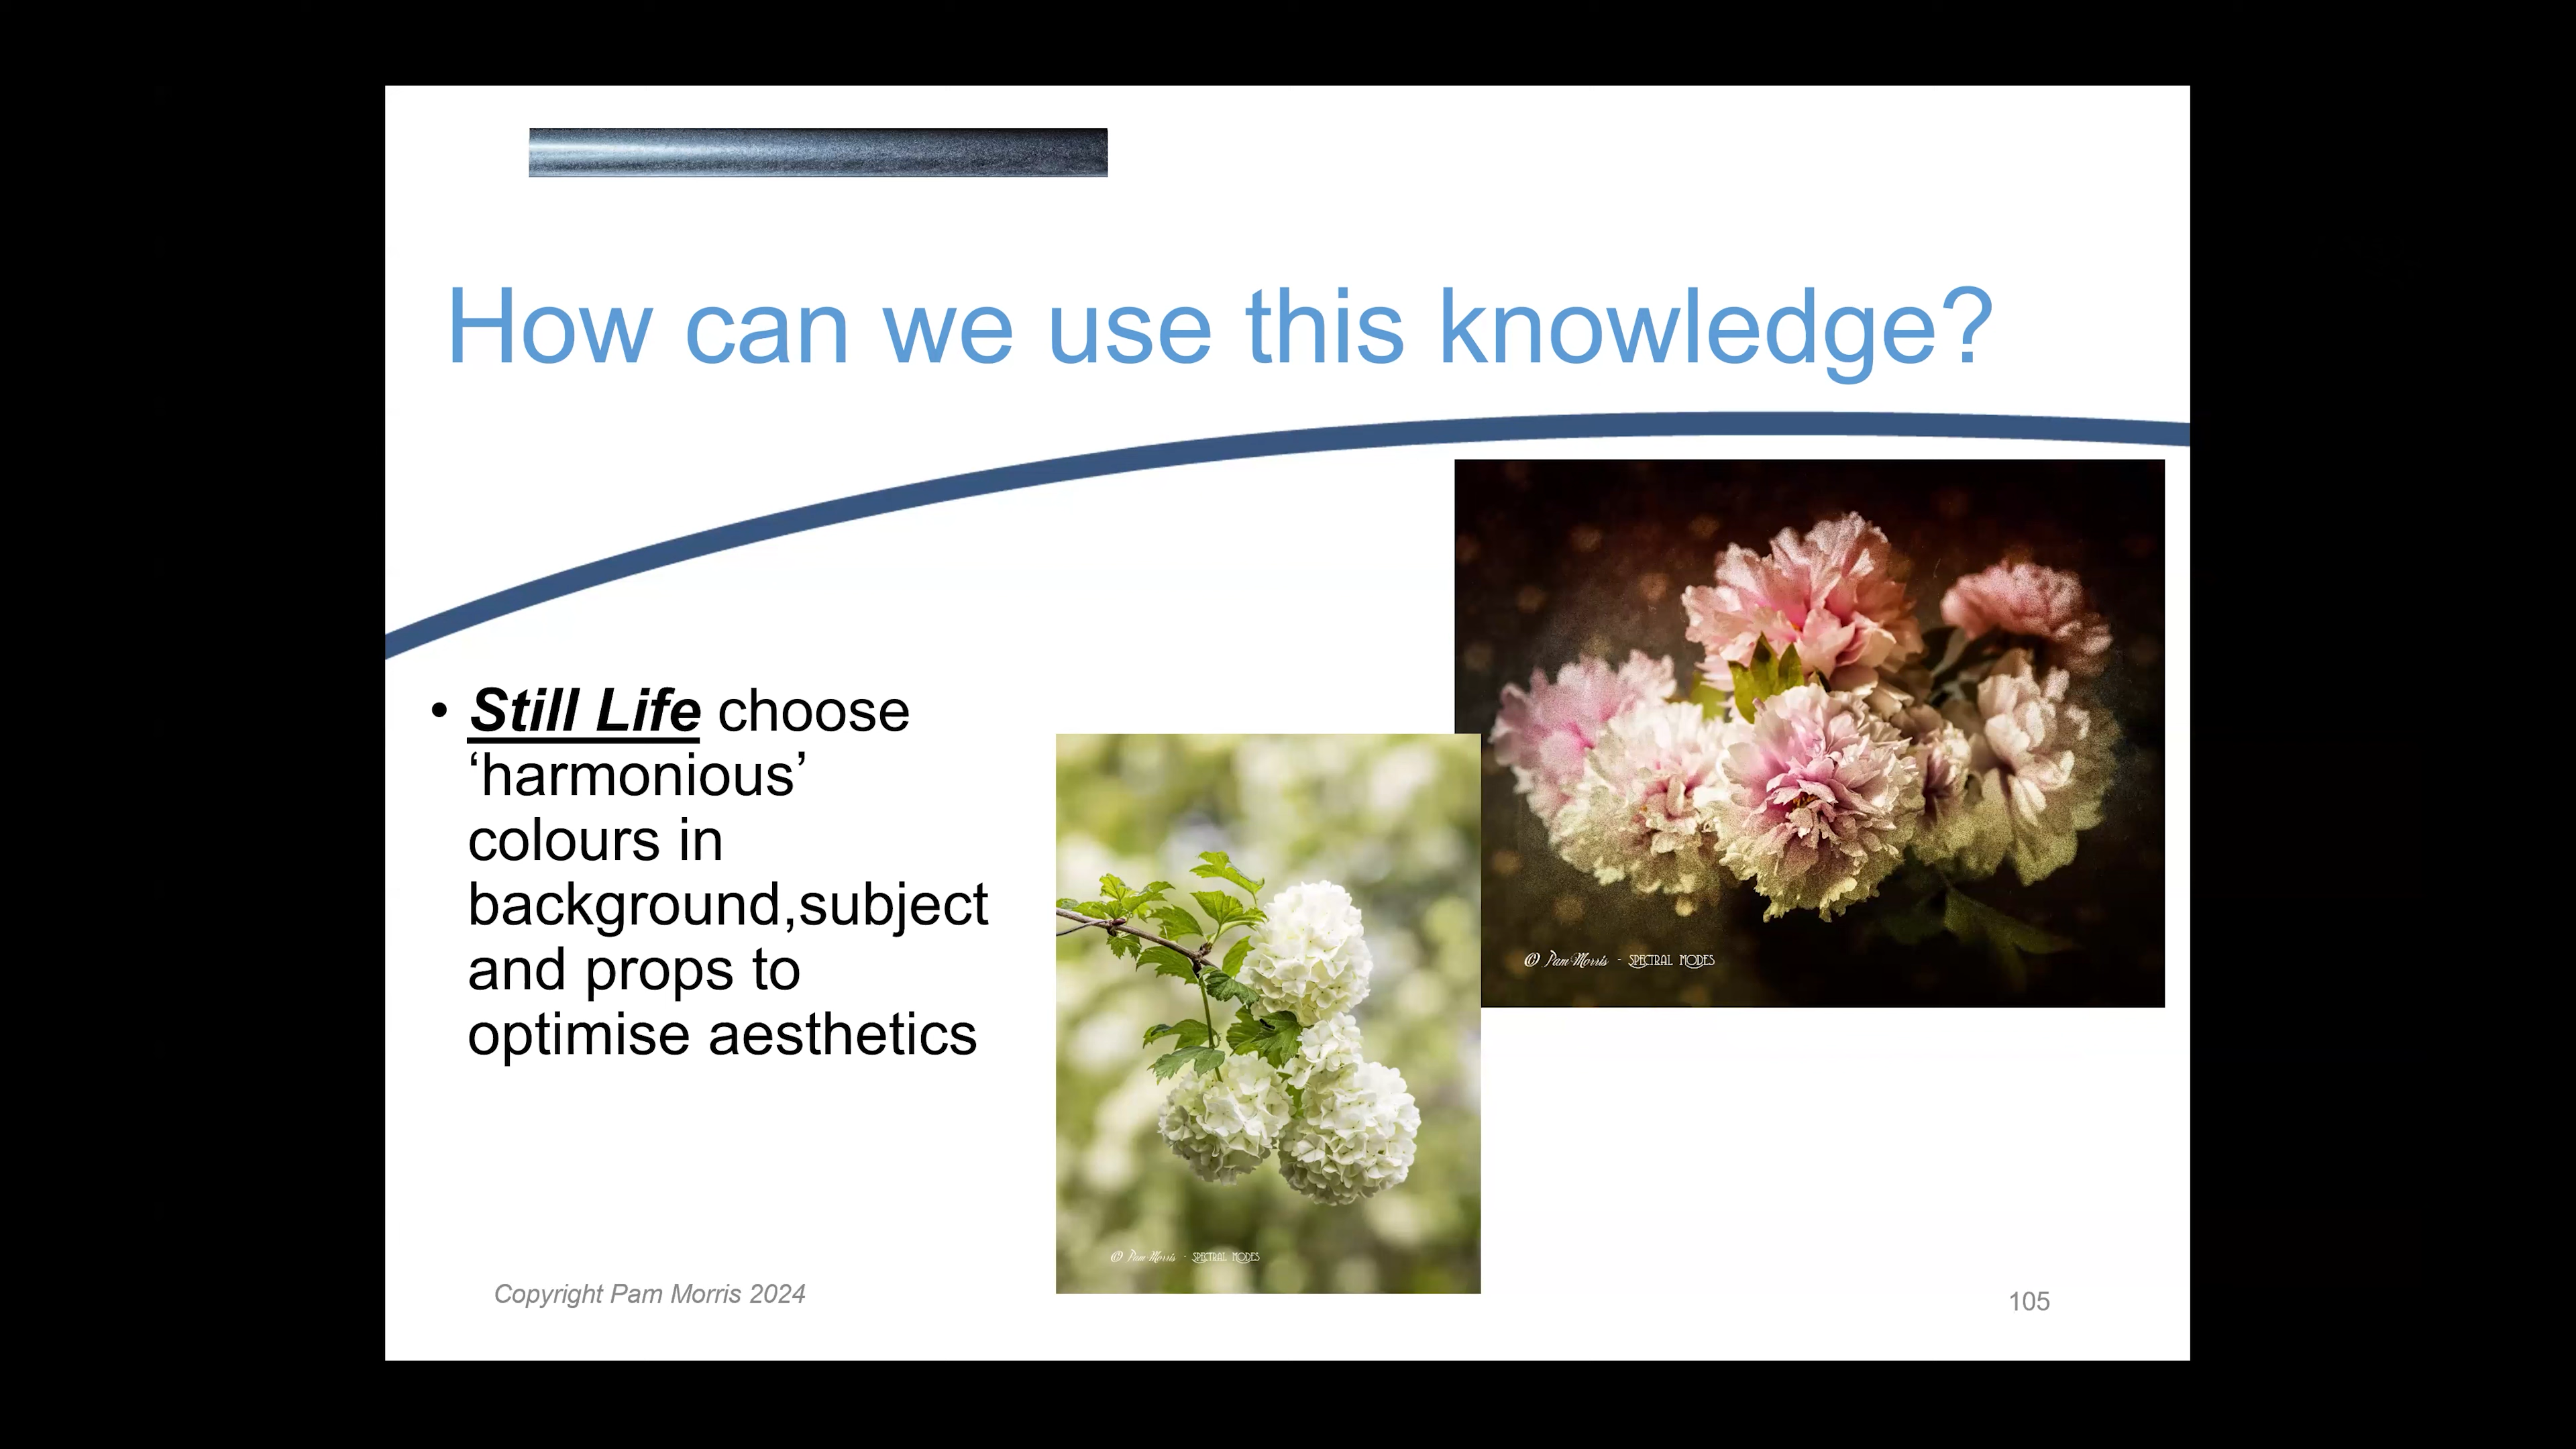 How can we use this knowledge?
• Still Life choose
‘harmonious’
colours in
background,subject
and props to
optimise aesthetics
© Pam Morris - SPECTRAL MODES
© Pam Morris - SPECTRAL MODES
Copyright Pam Morris 2024
105